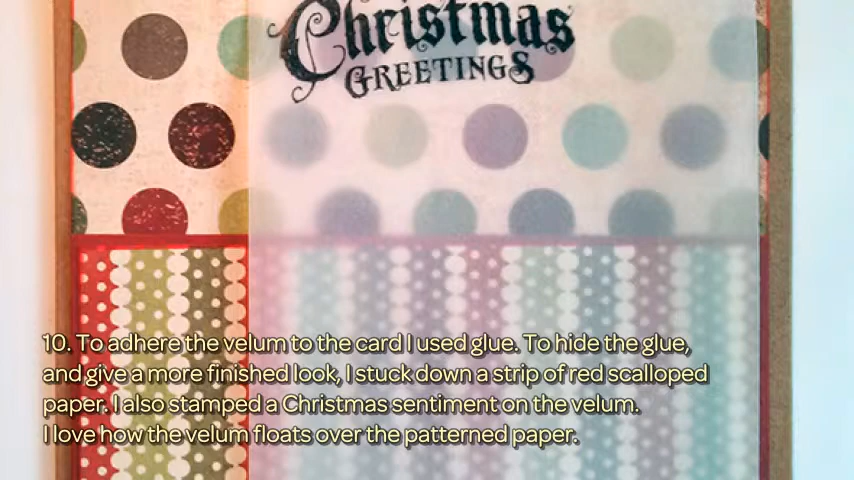 Christmas
GREETINGS
10. To adhere the velum to the card I used glue. To hide the glue,
and give a more finished look, I stuck down a strip of red scalloped
paper. I also stamped a Christmas sentiment on the velum.
I love how the velum floats over the patterned paper.